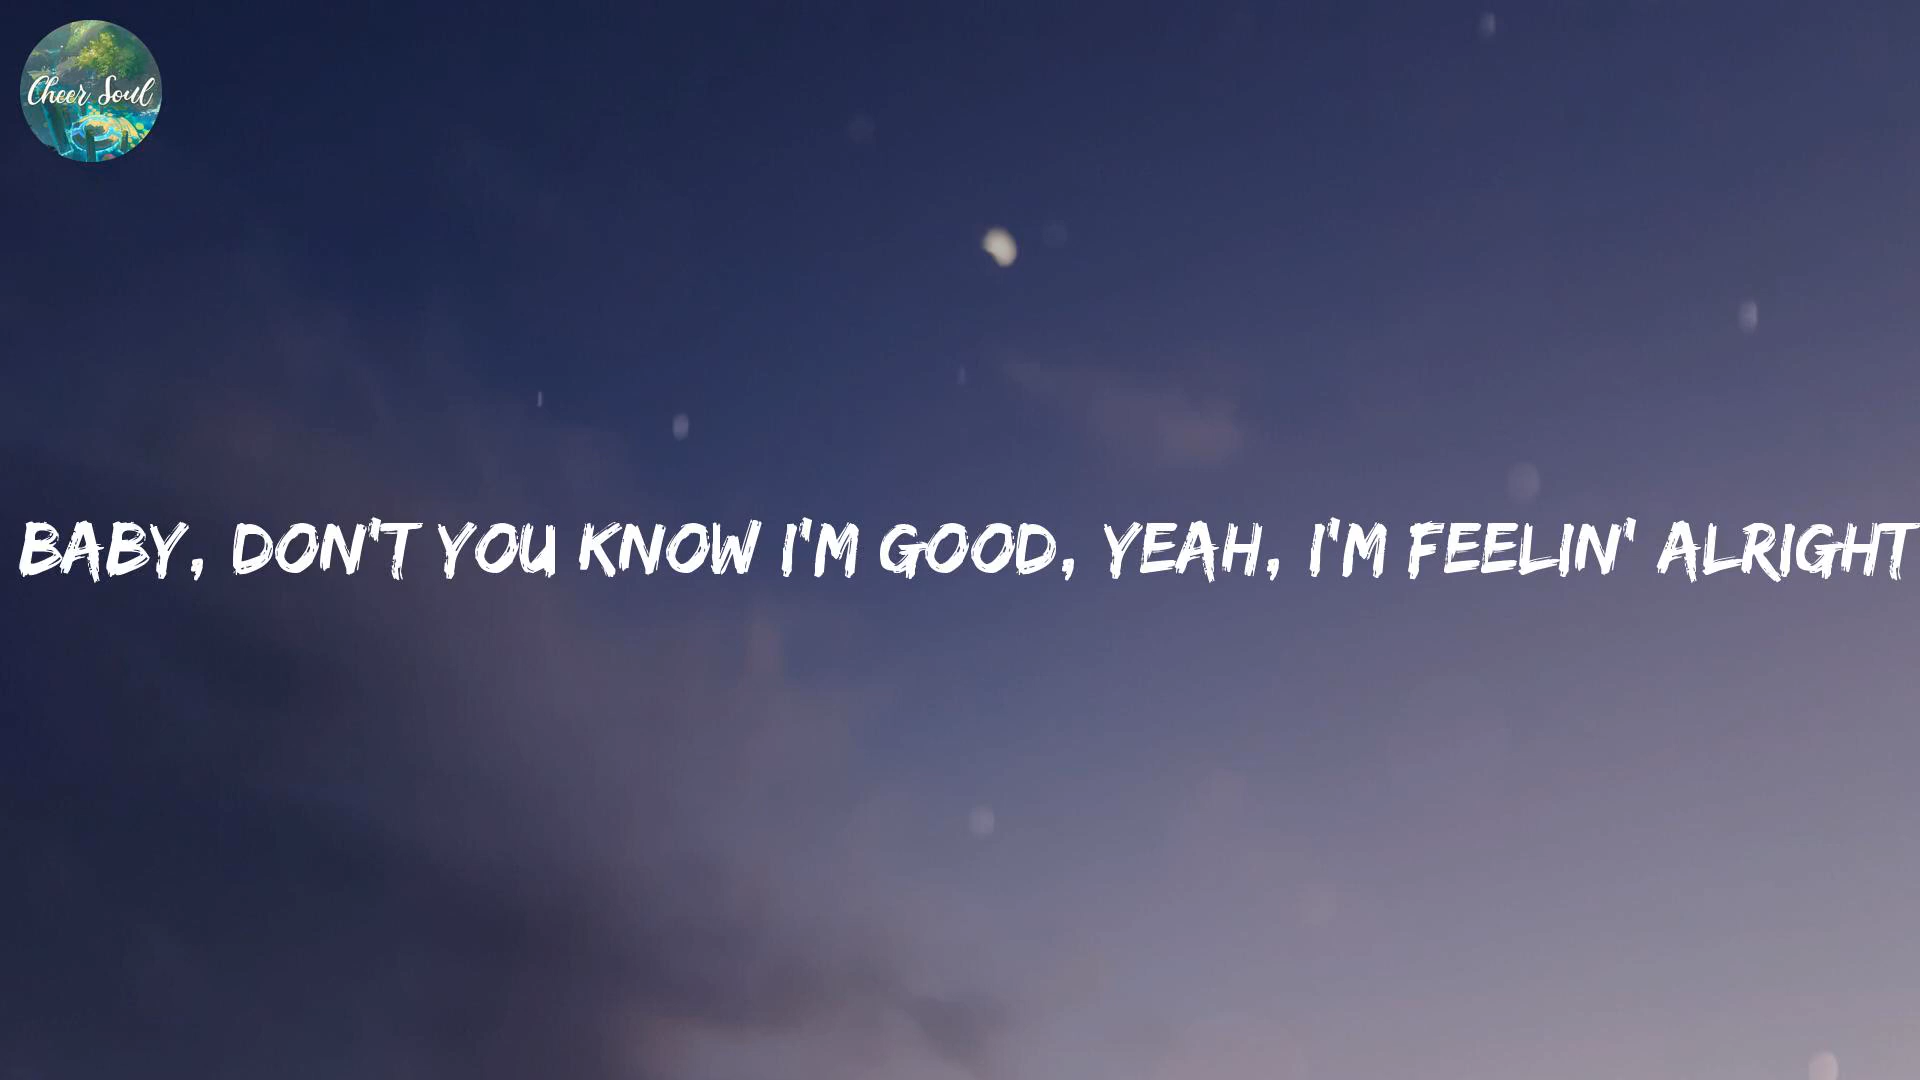 Cheer Soul
BABY, DON'T YOU KNOW I'M GOOD, YEAH, I'M FEELIN' ALRIGHT